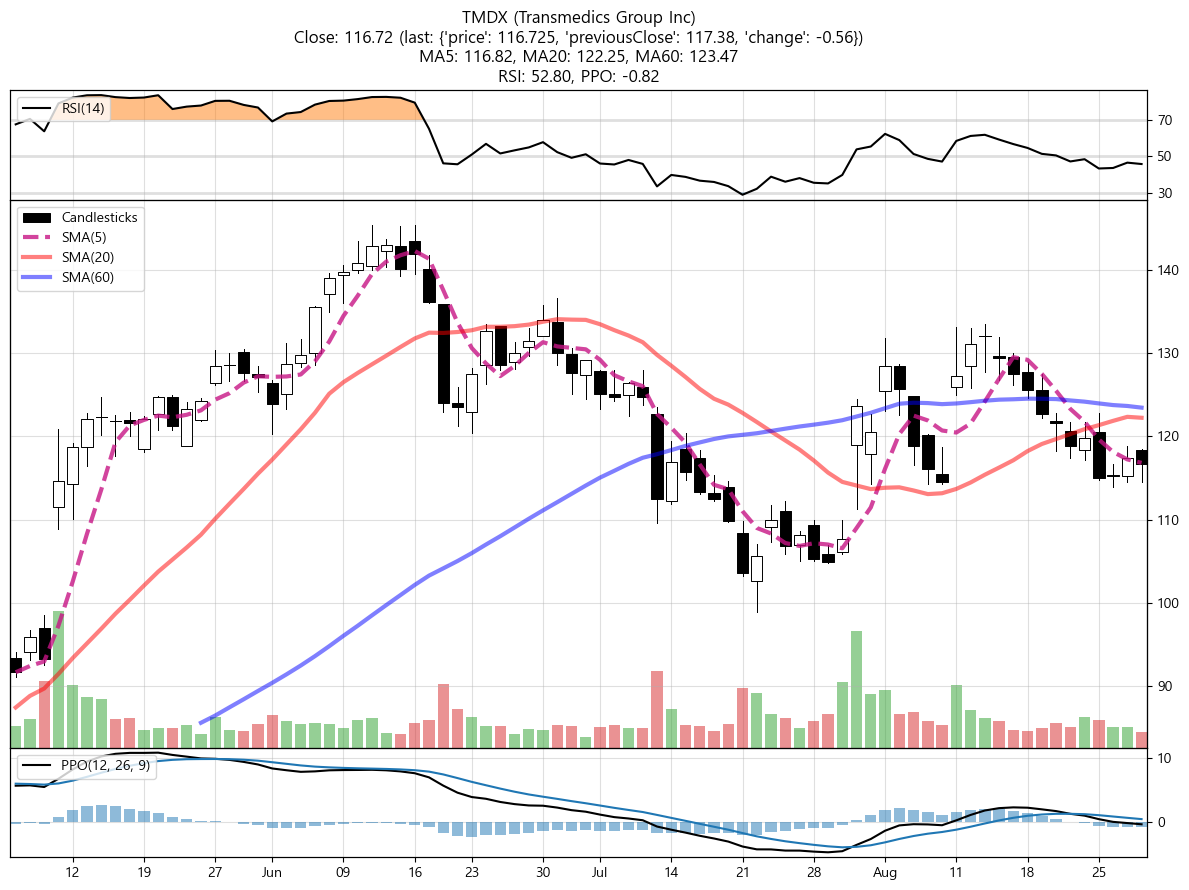 TMDX (Transmedics Group Inc)
Close: 116.72 (last: {'price': 116.725, 'previousClose': 117.38, 'change': -0.56})
MA5: 116.82, MA20: 122.25, MA60: 123.47
RSI: 52.80, PPO: -0.82
RSI(14)
70
50
30
Candlesticks
SMA(5)
SMA(20)
SMA(60)
140
130
120
110
100
90
PPO(12, 26, 9)
10
0
12 19 27 Jun 09 16 23 30 Jul 14 21 28 Aug 11 18 25